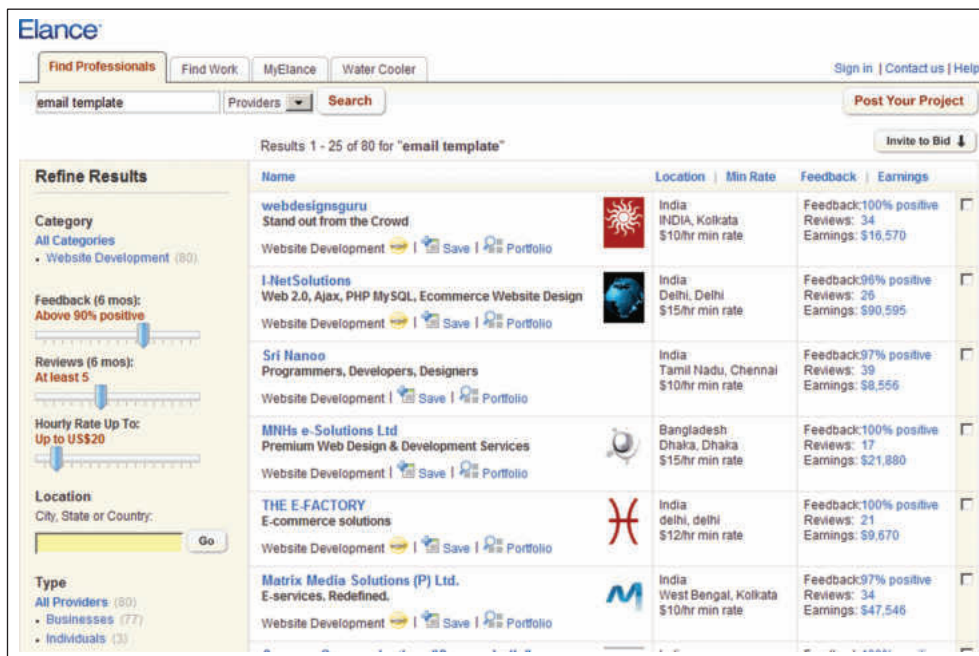 Elance
Find Professionals
Find Work
MyElance
Water Cooler
Sign in | Contact us | Help
email template
Providers
Search
Post Your Project
Results 1 - 25 of 80 for "email template"
Invite to Bid
Refine Results
Category
All Categories
Website Development (80)
Feedback (6 mos):
Above 90% positive
Reviews (6 mos):
At least 5
Hourly Rate Up To:
Up to US$20
Location
City, State or Country:
Go
Type
All Providers (80)
Businesses (77)
Individuals (3)
Name
Location | Min Rate
Feedback | Earnings
webdesignsguru
Stand out from the Crowd
Website Development | Save | Portfolio
India
INDIA, Kolkata
$10/hr min rate
Feedback:100% positive
Reviews: 34
Earnings: $16,570
I-NetSolutions
Web 2.0, Ajax, PHP MySQL, Ecommerce Website Design
Website Development | Save | Portfolio
India
Delhi, Delhi
$15/hr min rate
Feedback:96% positive
Reviews: 26
Earnings: $90,595
Sri Nanoo
Programmers, Developers, Designers
Website Development | Save | Portfolio
India
Tamil Nadu, Chennai
$10/hr min rate
Feedback:97% positive
Reviews: 39
Earnings: $8,556
MNHs e-Solutions Ltd
Premium Web Design & Development Services
Website Development | Save | Portfolio
Bangladesh
Dhaka, Dhaka
$15/hr min rate
Feedback:100% positive
Reviews: 17
Earnings: $21,880
THE E-FACTORY
E-commerce solutions
Website Development | Save | Portfolio
India
delhi, delhi
$12/hr min rate
Feedback:100% positive
Reviews: 21
Earnings: $9,670
Matrix Media Solutions (P) Ltd.
E-services. Redefined.
Website Development | Save | Portfolio
India
West Bengal, Kolkata
$10/hr min rate
Feedback:97% positive
Reviews: 34
Earnings: $47,546